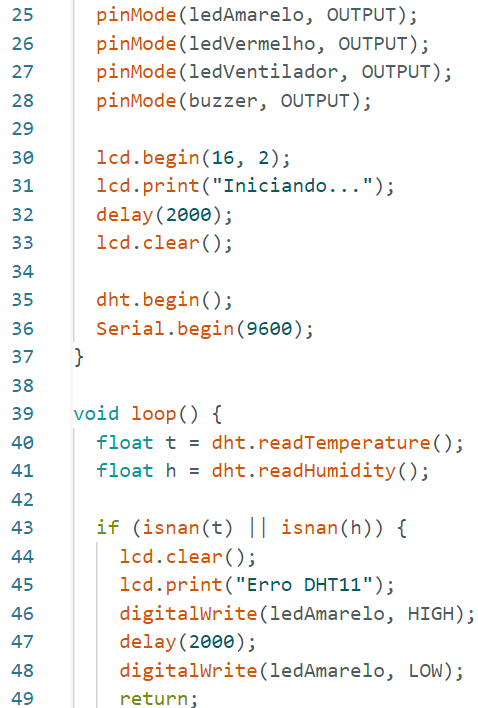 25 pinMode(ledAmarelo, OUTPUT);
26 pinMode(ledVermelho, OUTPUT);
27 pinMode(ledVentilador, OUTPUT);
28 pinMode(buzzer, OUTPUT);
29
30 lcd.begin(16, 2);
31 lcd.print("Iniciando...");
32 delay(2000);
33 lcd.clear();
34
35 dht.begin();
36 Serial.begin(9600);
37 }
38
39 void loop() {
40 float t = dht.readTemperature();
41 float h = dht.readHumidity();
42
43 if (isnan(t) || isnan(h)) {
44 lcd.clear();
45 lcd.print("Erro DHT11");
46 digitalWrite(ledAmarelo, HIGH);
47 delay(2000);
48 digitalWrite(ledAmarelo, LOW);
49 return;